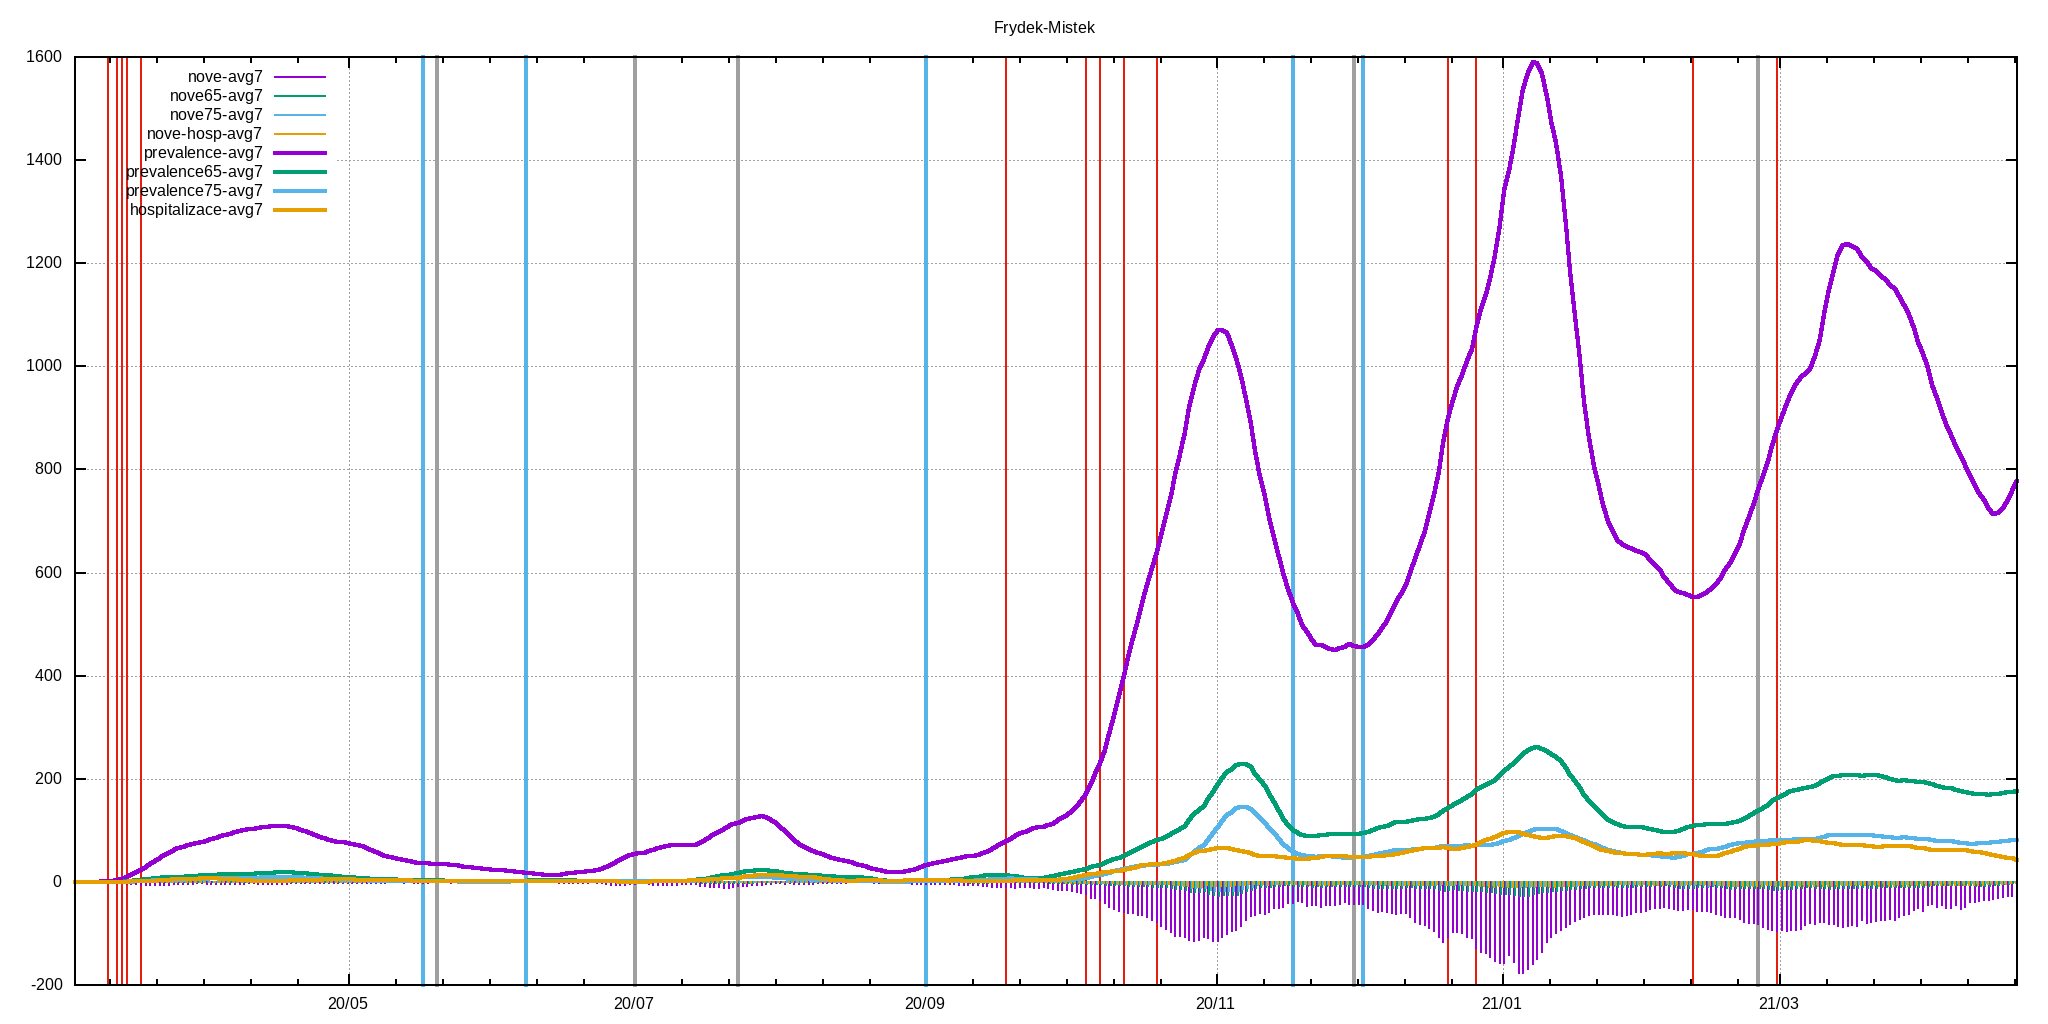 Frydek-Mistek
1600
1400
1200
1000
800
600
400
200
0
-200
nove-avg7
nove65-avg7
nove75-avg7
nove-hosp-avg7
prevalence-avg7
prevalence65-avg7
prevalence75-avg7
hospitalizace-avg7
20/05 20/07 20/09 20/11 21/01 21/03